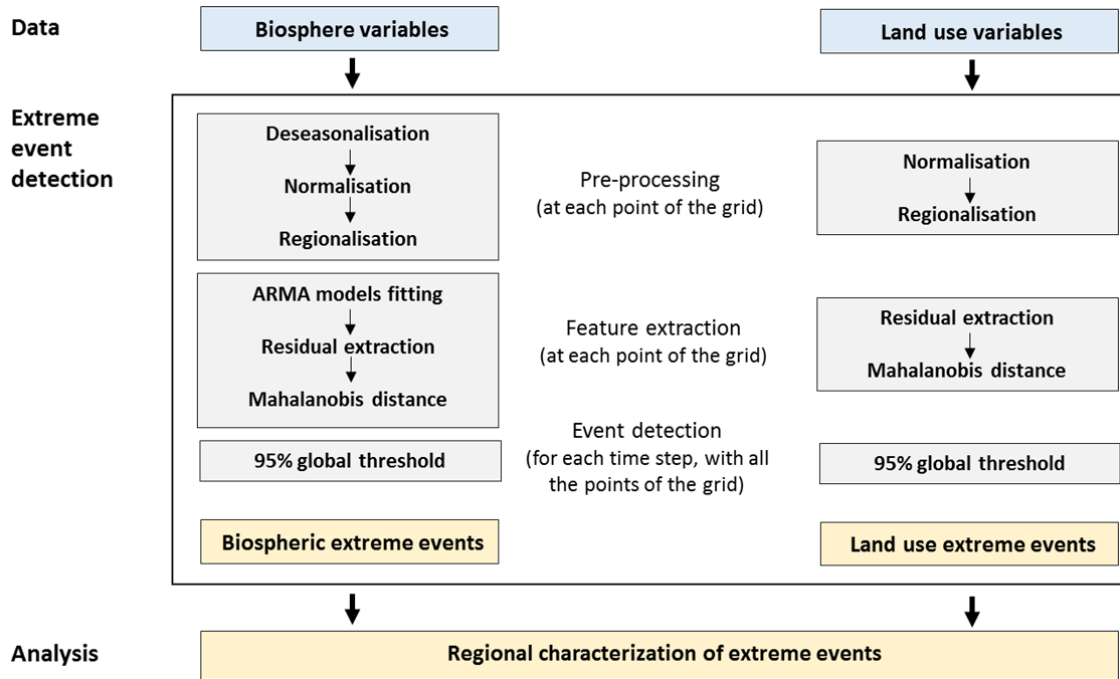 Data
Biosphere variables
Land use variables
Extreme
event
detection
Deseasonalisation
Normalisation
Regionalisation
Pre-processing
(at each point of the grid)
Normalisation
Regionalisation
ARMA models fitting
Residual extraction
Mahalanobis distance
Feature extraction
(at each point of the grid)
Residual extraction
Mahalanobis distance
95% global threshold
Event detection
(for each time step, with all
the points of the grid)
95% global threshold
Biospheric extreme events
Land use extreme events
Analysis
Regional characterization of extreme events